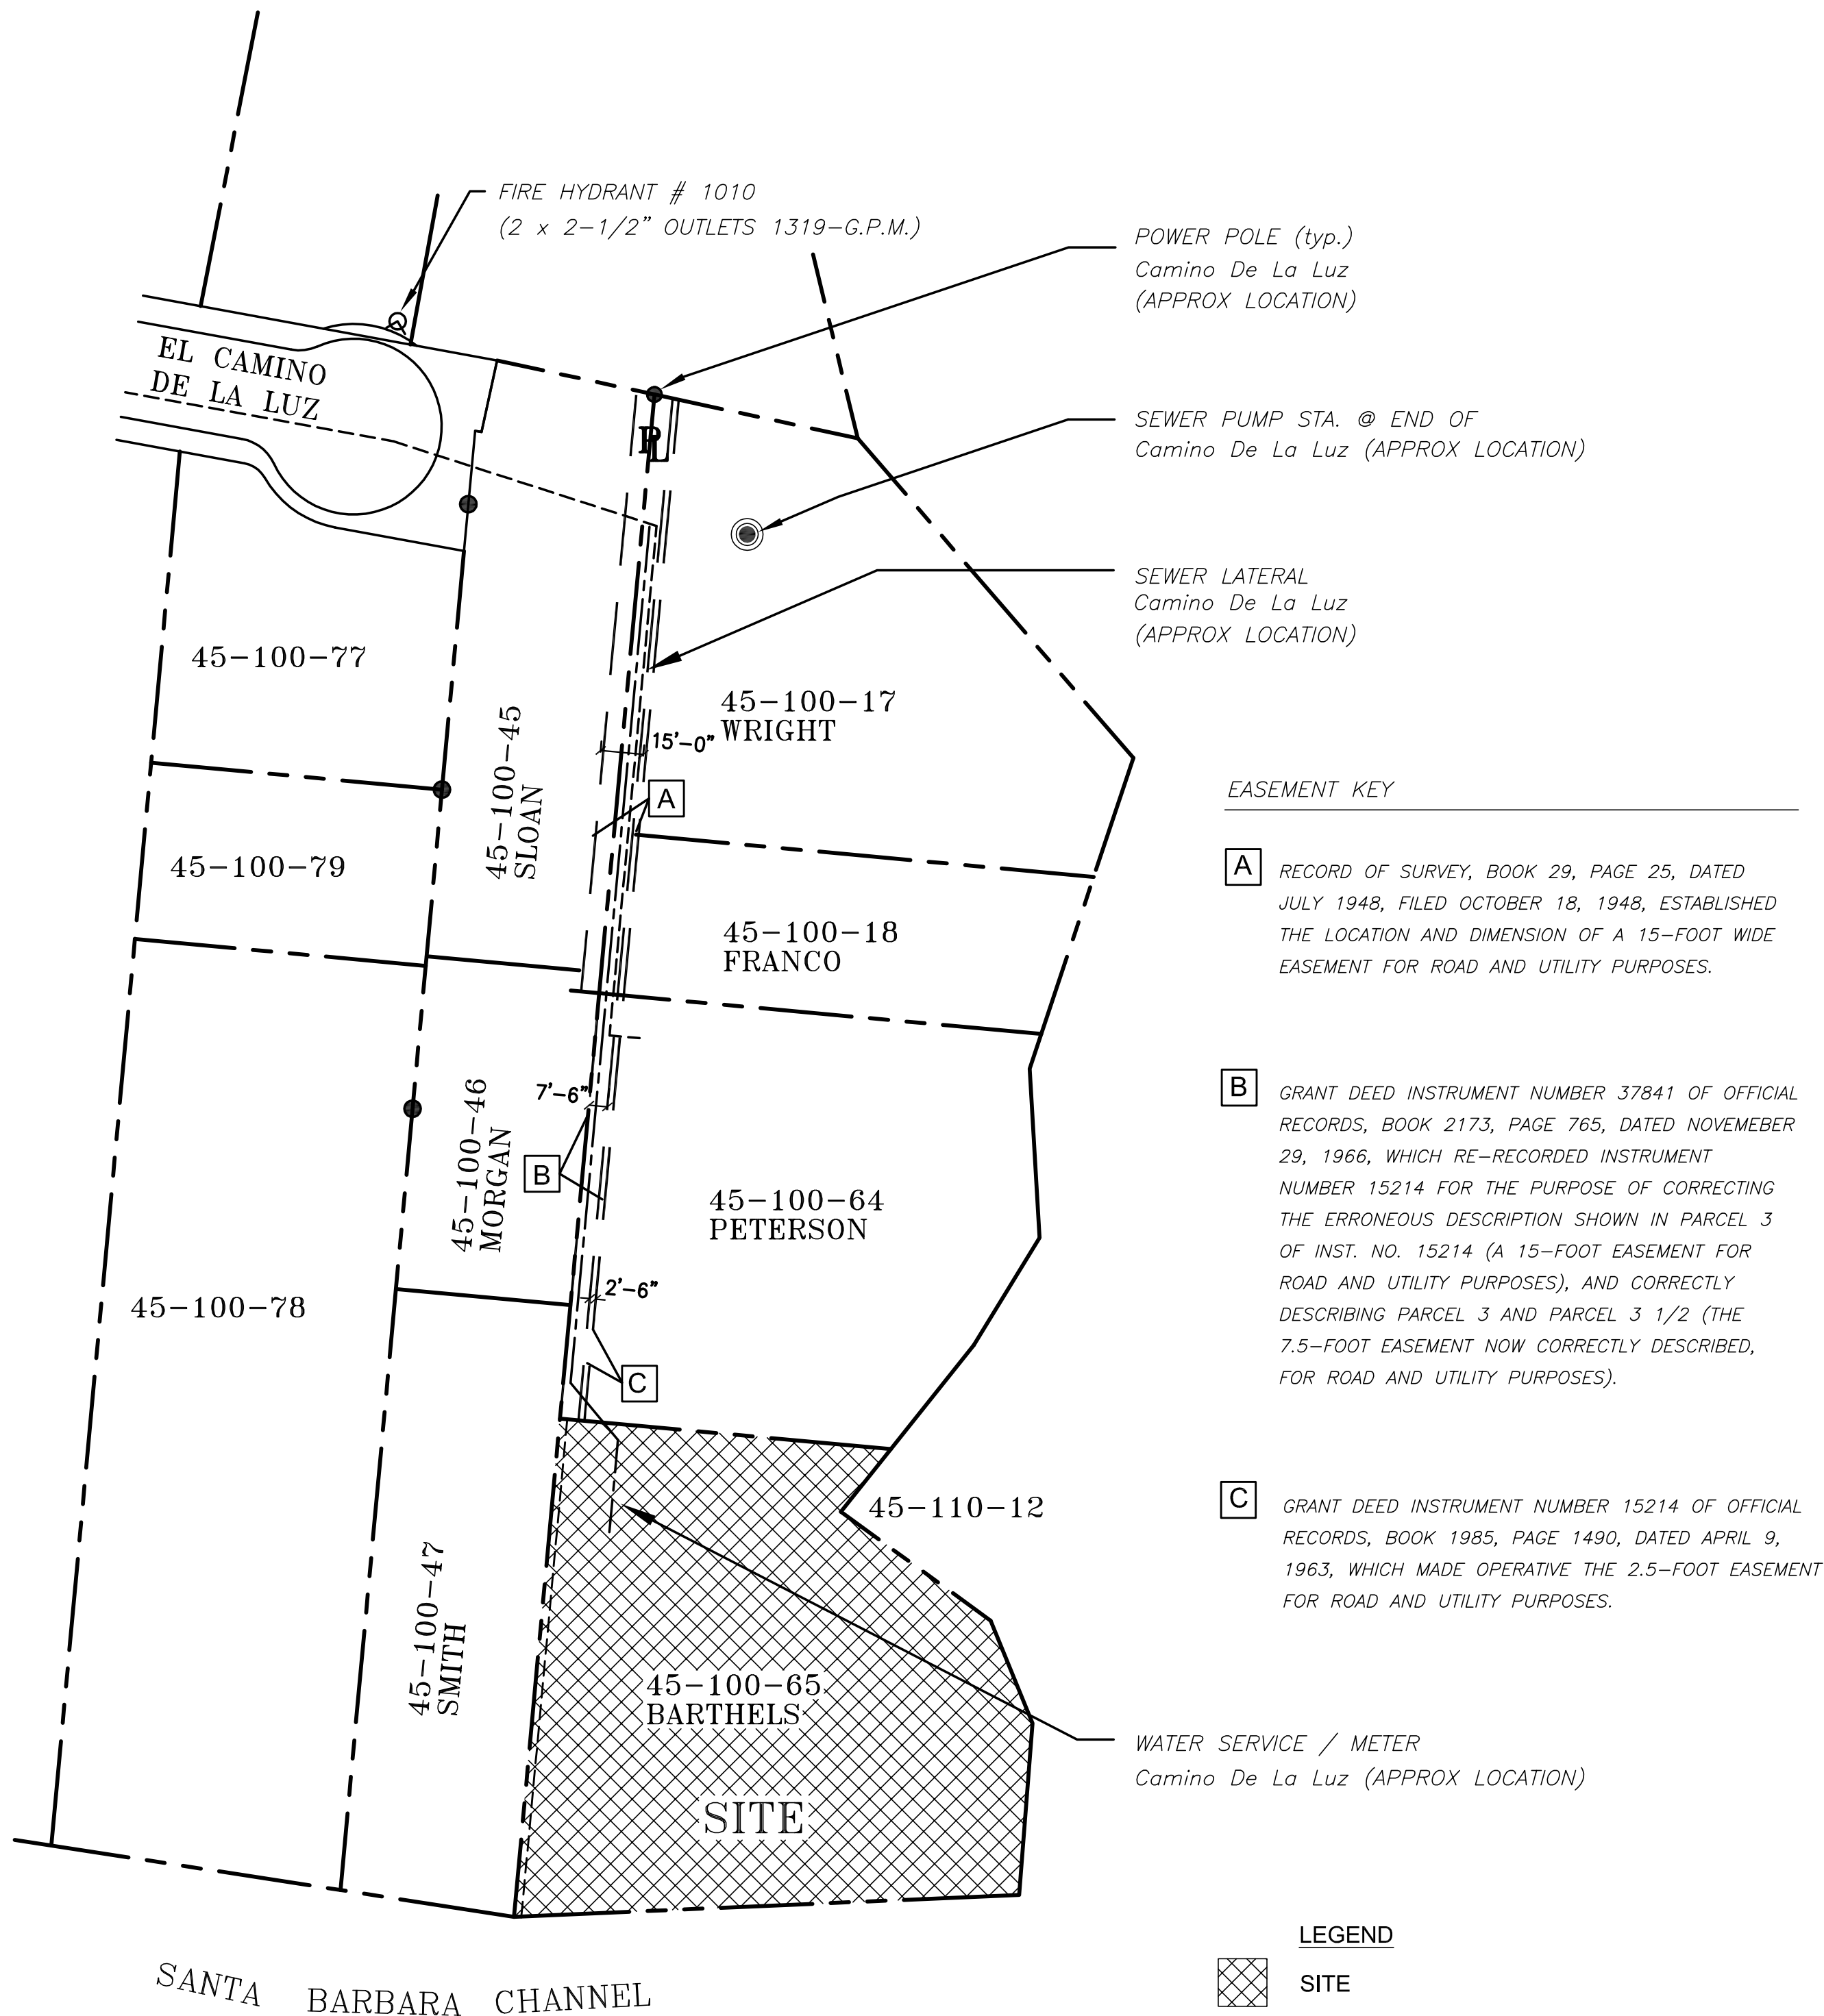 FIRE HYDRANT # 1010
(2 x 2-1/2" OUTLETS 1319-G.P.M.)
POWER POLE (typ.)
Camino De La Luz
(APPROX LOCATION)
EL CAMINO
DE LA LUZ
PL
SEWER PUMP STA. @ END OF
Camino De La Luz (APPROX LOCATION)
SEWER LATERAL
Camino De La Luz
(APPROX LOCATION)
45-100-77
45-100-45
SLOAN
45-100-17
WRIGHT
15'-0"
A
45-100-79
45-100-18
FRANCO
7'-6"
45-100-46
MORGAN
B
45-100-64
PETERSON
2'-6"
45-100-78
C
45-110-12
45-100-47
SMITH
45-100-65
BARTHELS
SITE
WATER SERVICE / METER
Camino De La Luz (APPROX LOCATION)
SANTA BARBARA CHANNEL
EASEMENT KEY
A
RECORD OF SURVEY, BOOK 29, PAGE 25, DATED
JULY 1948, FILED OCTOBER 18, 1948, ESTABLISHED
THE LOCATION AND DIMENSION OF A 15-FOOT WIDE
EASEMENT FOR ROAD AND UTILITY PURPOSES.
B
GRANT DEED INSTRUMENT NUMBER 37841 OF OFFICIAL
RECORDS, BOOK 2173, PAGE 765, DATED NOVEMEBER
29, 1966, WHICH RE-RECORDED INSTRUMENT
NUMBER 15214 FOR THE PURPOSE OF CORRECTING
THE ERRONEOUS DESCRIPTION SHOWN IN PARCEL 3
OF INST. NO. 15214 (A 15-FOOT EASEMENT FOR
ROAD AND UTILITY PURPOSES), AND CORRECTLY
DESCRIBING PARCEL 3 AND PARCEL 3 1/2 (THE
7.5-FOOT EASEMENT NOW CORRECTLY DESCRIBED,
FOR ROAD AND UTILITY PURPOSES).
C
GRANT DEED INSTRUMENT NUMBER 15214 OF OFFICIAL
RECORDS, BOOK 1985, PAGE 1490, DATED APRIL 9,
1963, WHICH MADE OPERATIVE THE 2.5-FOOT EASEMENT
FOR ROAD AND UTILITY PURPOSES.
LEGEND
SITE